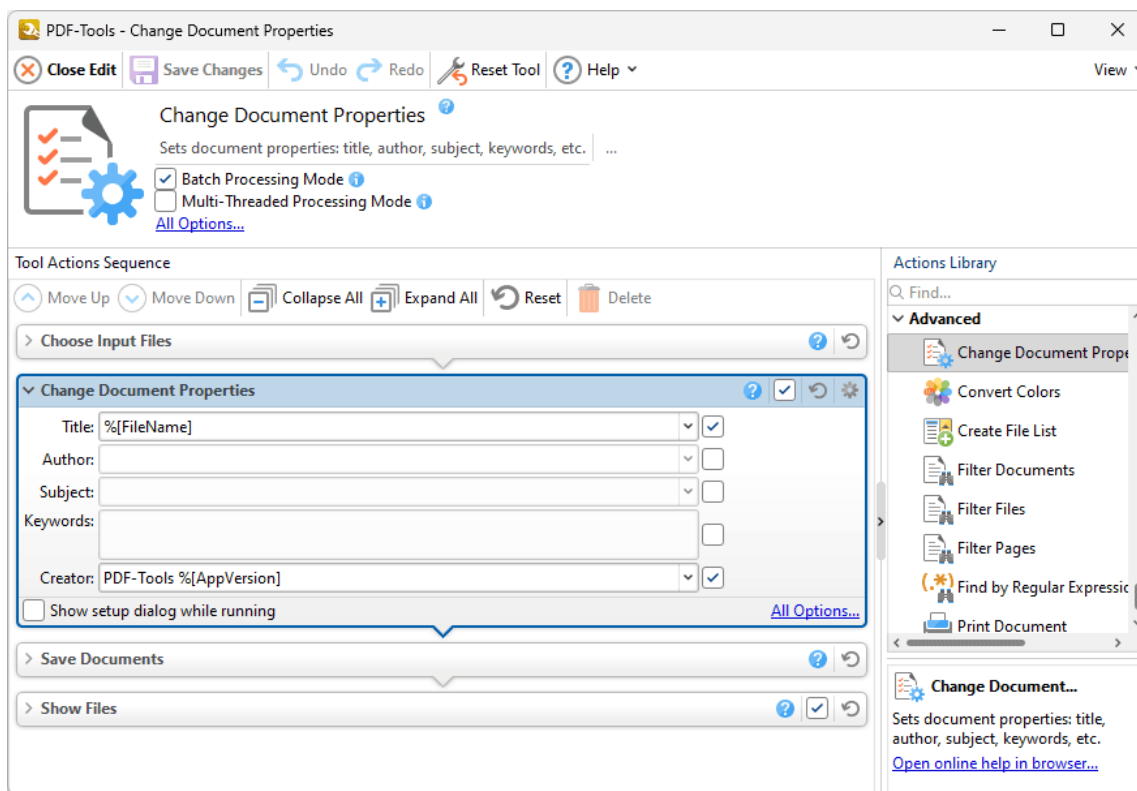 PDF-Tools - Change Document Properties
Close Edit Save Changes Undo Redo Reset Tool ? Help View
Change Document Properties ?
Sets document properties: title, author, subject, keywords, etc. ...
Batch Processing Mode i
Multi-Threaded Processing Mode i
All Options...
Tool Actions Sequence
Move Up Move Down Collapse All Expand All Reset Delete
Choose Input Files ?
Change Document Properties ?
Title: %[FileName]
Author:
Subject:
Keywords:
Creator: PDF-Tools %[AppVersion]
Show setup dialog while running All Options...
Save Documents ?
Show Files ?
Actions Library
Find...
Advanced
Change Document Prope
Convert Colors
Create File List
Filter Documents
Filter Files
Filter Pages
(.*) Find by Regular Expressic
Print Document
Change Document...
Sets document properties: title,
author, subject, keywords, etc.
Open online help in browser...